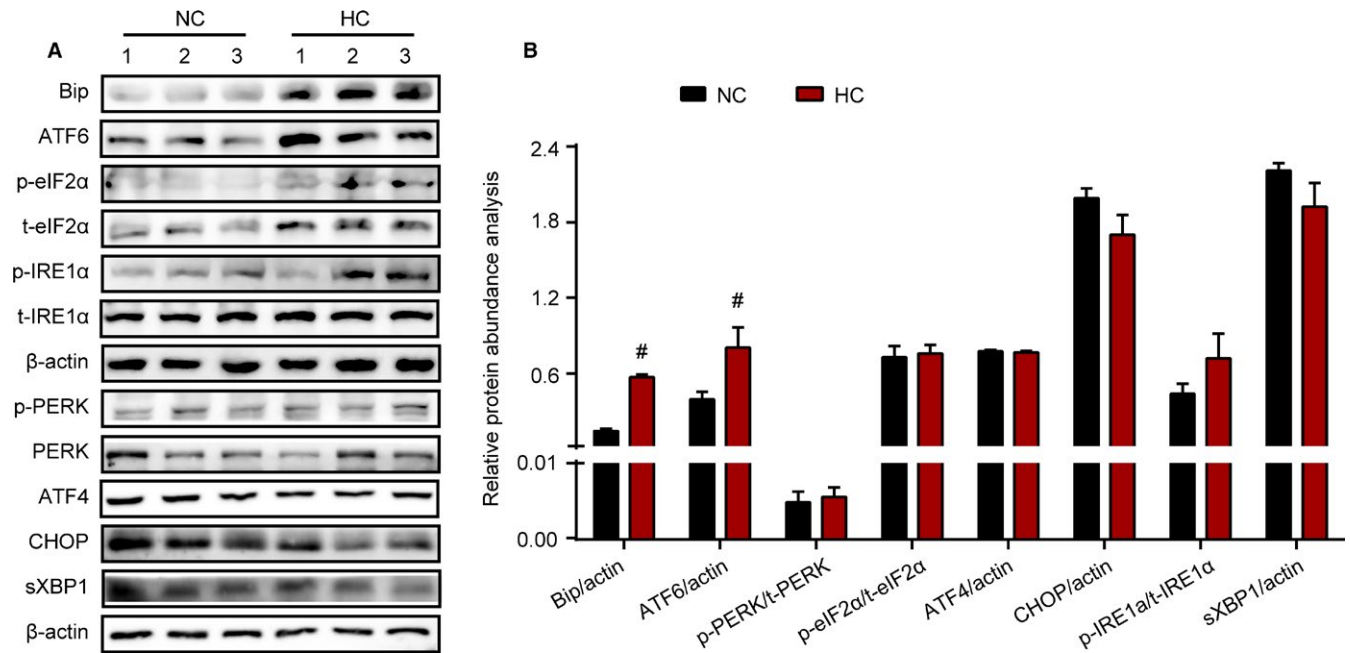 A
NC HC
1 2 3 1 2 3
Bip
ATF6
p-eIF2α
t-eIF2α
p-IRE1α
t-IRE1α
β-actin
p-PERK
PERK
ATF4
CHOP
sXBP1
β-actin
B
NC HC
Relative protein abundance analysis
2.4
1.8
1.2
0.6
0.01
0.00
#
#
Bip/actin
ATF6/actin
p-PERK/t-PERK
p-eIF2α/t-eIF2α
ATF4/actin
CHOP/actin
p-IRE1a/t-IRE1α
sXBP1/actin